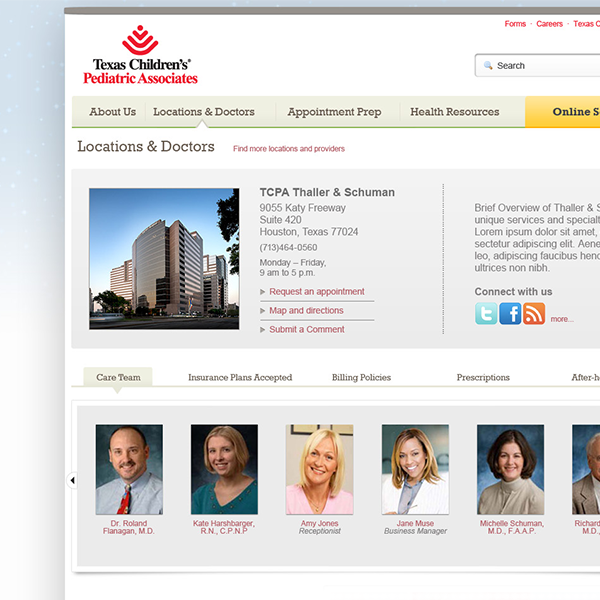 Forms · Careers · Texas C
Texas Children's®
Pediatric Associates
Search
About Us
Locations & Doctors
Appointment Prep
Health Resources
Online S
Locations & Doctors
Find more locations and providers
TCPA Thaller & Schuman
9055 Katy Freeway
Suite 420
Houston, Texas 77024
(713)464-0560
Monday – Friday,
9 am to 5 p.m.
Request an appointment
Map and directions
Submit a Comment
Brief Overview of Thaller & S
unique services and specialt
Lorem ipsum dolor sit amet,
sectetur adipiscing elit. Aene
leo, adipiscing faucibus henc
ultrices non nibh.
Connect with us
more...
Care Team
Insurance Plans Accepted
Billing Policies
Prescriptions
After-h
Dr. Roland
Flanagan, M.D.
Kate Harshbarger,
R.N., C.P.N.P
Amy Jones
Receptionist
Jane Muse
Business Manager
Michelle Schuman,
M.D., F.A.A.P.
Richard
M.D.,